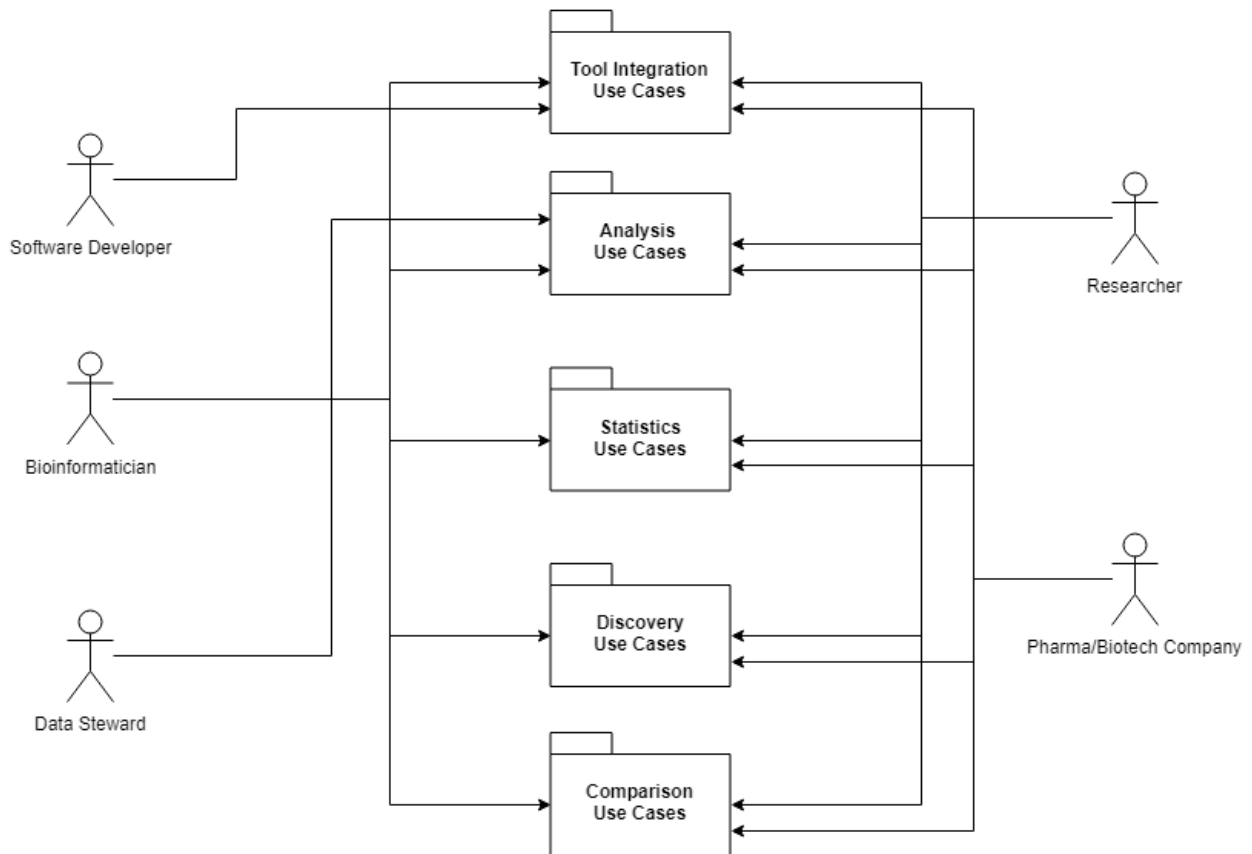 Tool Integration
Use Cases
Software Developer
Analysis
Use Cases
Researcher
Statistics
Use Cases
Bioinformatician
Discovery
Use Cases
Pharma/Biotech Company
Data Steward
Comparison
Use Cases